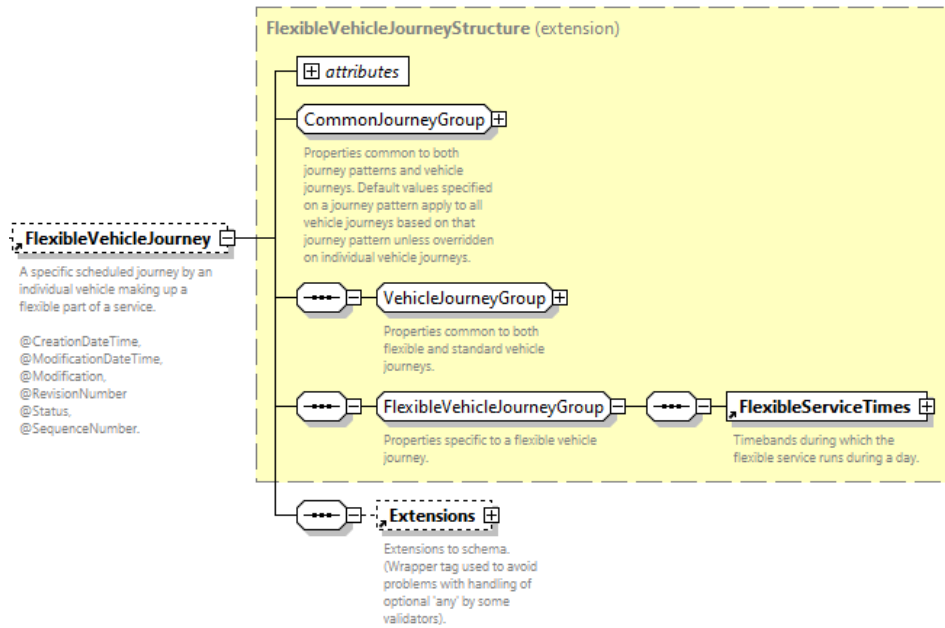 FlexibleVehicleJourneyStructure (extension)
attributes
CommonJourneyGroup
Properties common to both
journey patterns and vehicle
journeys. Default values specified
on a journey pattern apply to all
vehicle journeys based on that
journey pattern unless overridden
on individual vehicle journeys.
FlexibleVehicleJourney
A specific scheduled journey by an
individual vehicle making up a
flexible part of a service.
@CreationDateTime,
@ModificationDateTime,
@Modification,
@RevisionNumber
@Status,
@SequenceNumber.
VehicleJourneyGroup
Properties common to both
flexible and standard vehicle
journeys.
FlexibleVehicleJourneyGroup
Properties specific to a flexible vehicle
journey.
FlexibleServiceTimes
Timebands during which the
flexible service runs during a day.
Extensions
Extensions to schema.
(Wrapper tag used to avoid
problems with handling of
optional 'any' by some
validators).